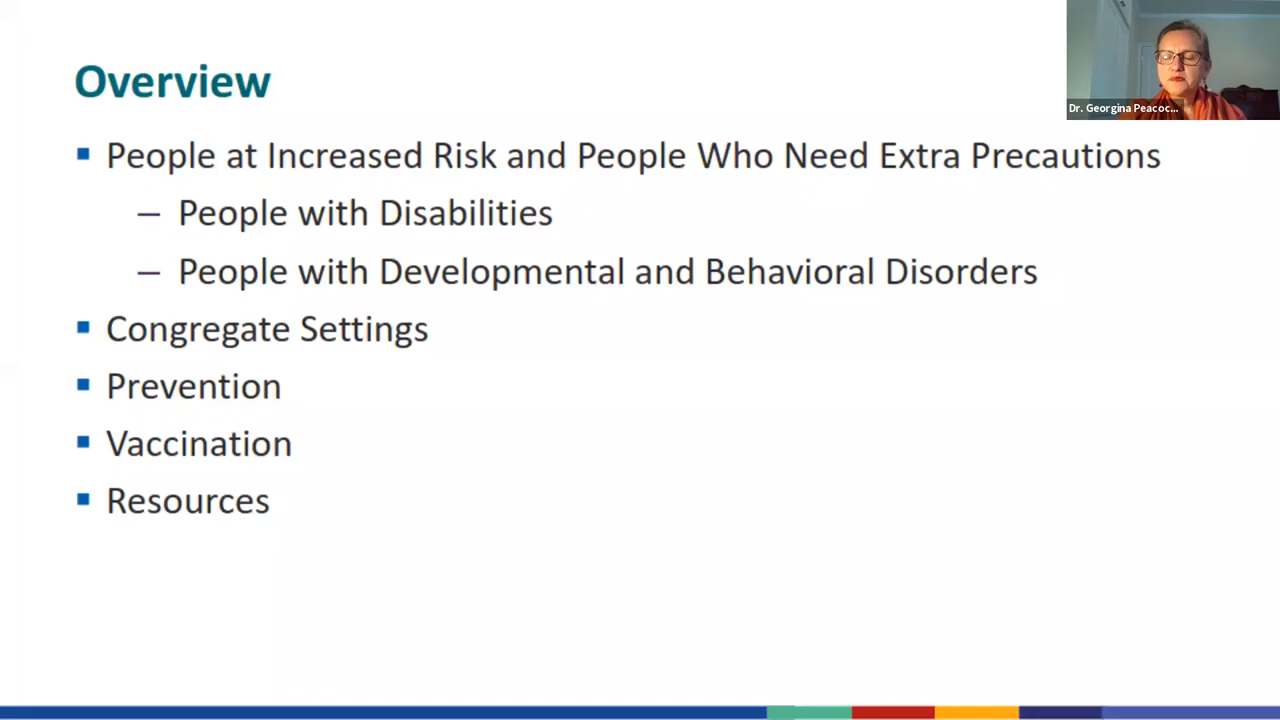 Overview
Dr. Georgina Peacoc...
▪ People at Increased Risk and People Who Need Extra Precautions
– People with Disabilities
– People with Developmental and Behavioral Disorders
▪ Congregate Settings
▪ Prevention
▪ Vaccination
▪ Resources